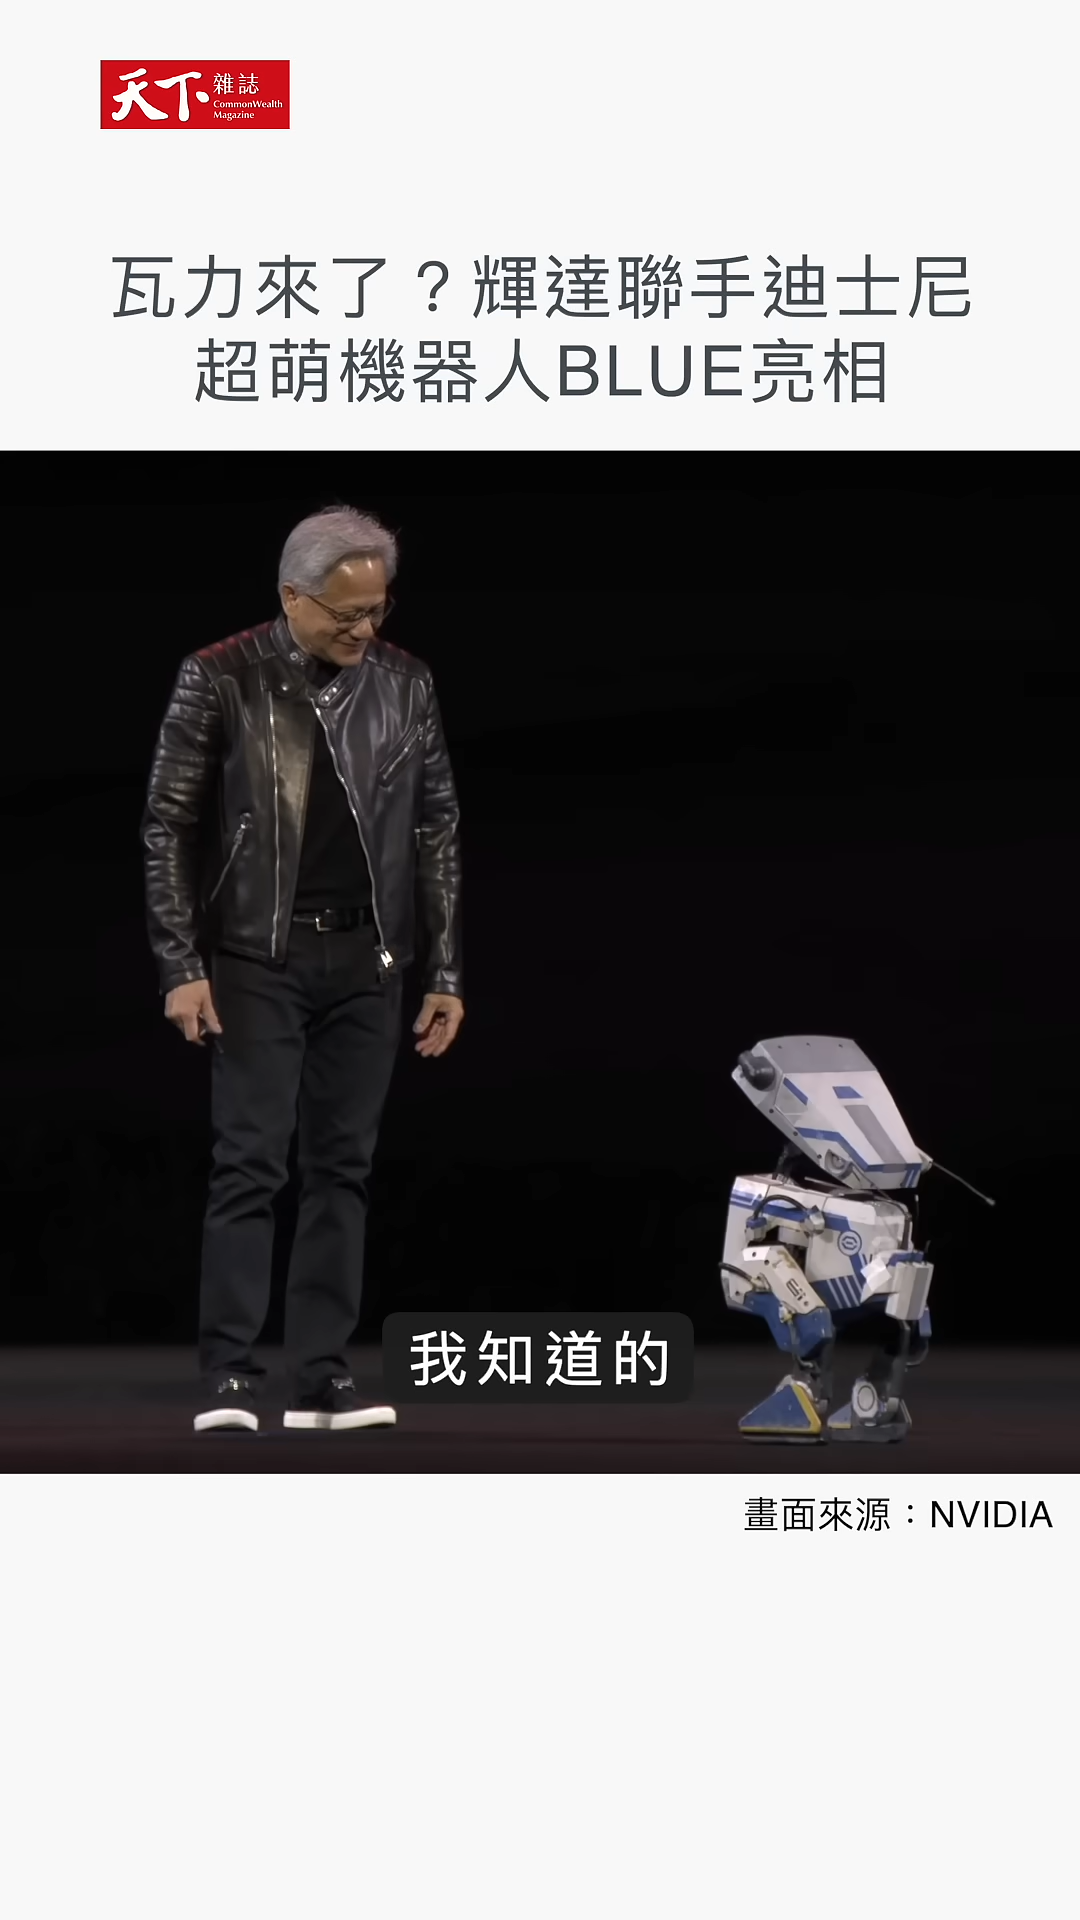 天下雜誌
CommonWealth
Magazine
瓦力來了？輝達聯手迪士尼
超萌機器人BLUE亮相
我知道的
畫面來源：NVIDIA